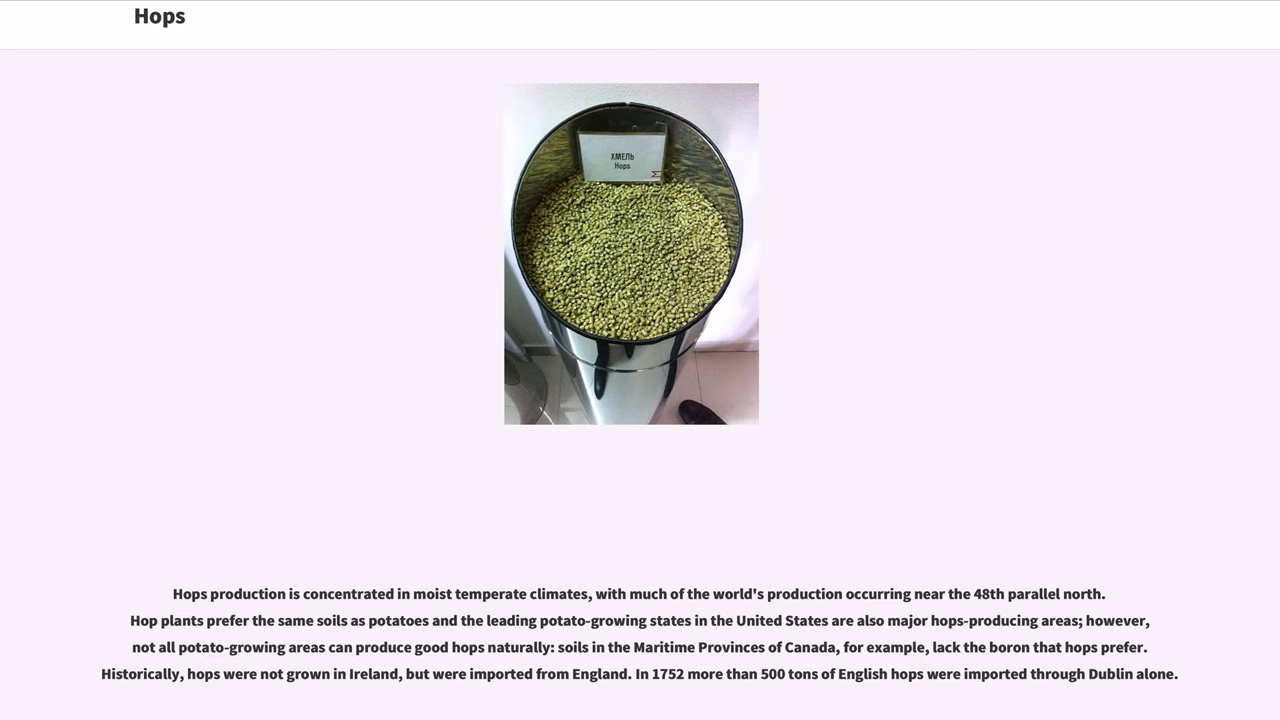 Hops
ХМЕЛЬ
Hops
Hops production is concentrated in moist temperate climates, with much of the world's production occurring near the 48th parallel north.
Hop plants prefer the same soils as potatoes and the leading potato-growing states in the United States are also major hops-producing areas; however,
not all potato-growing areas can produce good hops naturally: soils in the Maritime Provinces of Canada, for example, lack the boron that hops prefer.
Historically, hops were not grown in Ireland, but were imported from England. In 1752 more than 500 tons of English hops were imported through Dublin alone.